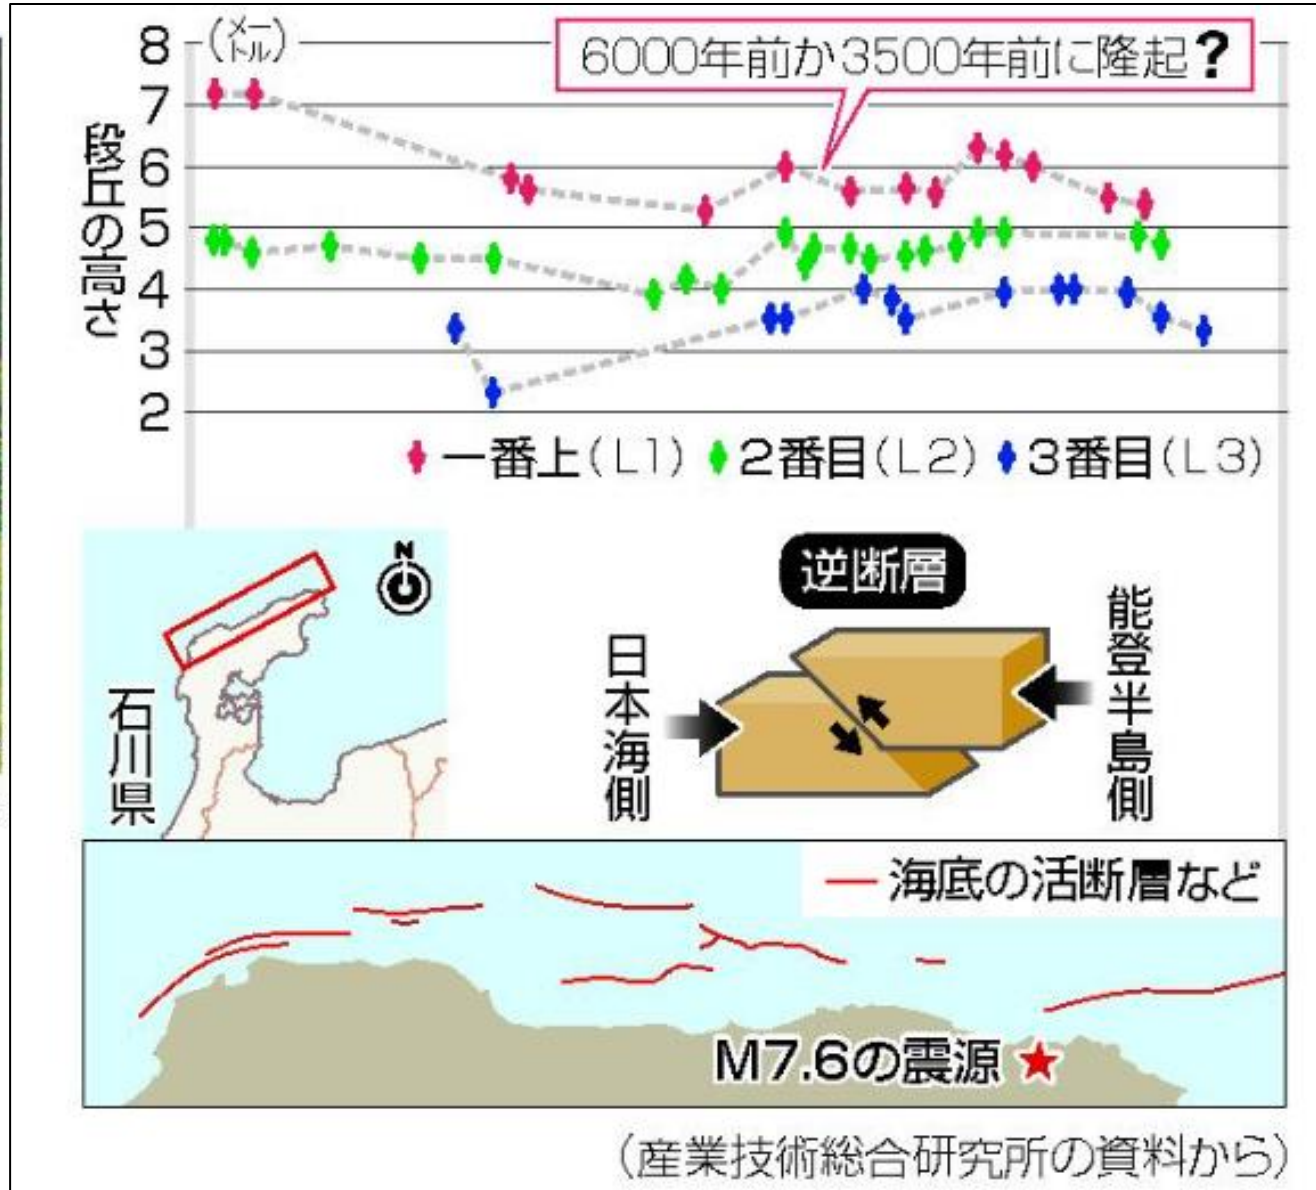 (メートル)
8
7
6
5
4
3
2
段丘の高さ
6000年前か3500年前に隆起?
一番上(L1) 2番目(L2) 3番目(L3)
N
石川県
逆断層
日本海側
能登半島側
海底の活断層など
M7.6の震源
(産業技術総合研究所の資料から)